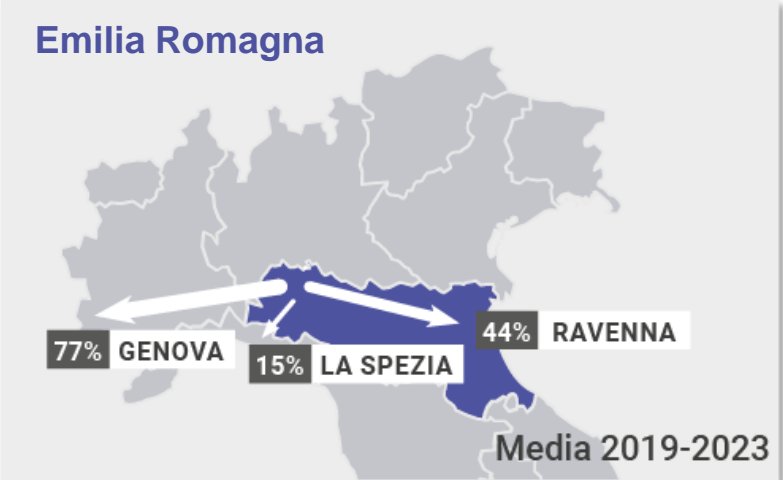 Emilia Romagna
44% RAVENNA
77% GENOVA
15% LA SPEZIA
Media 2019-2023